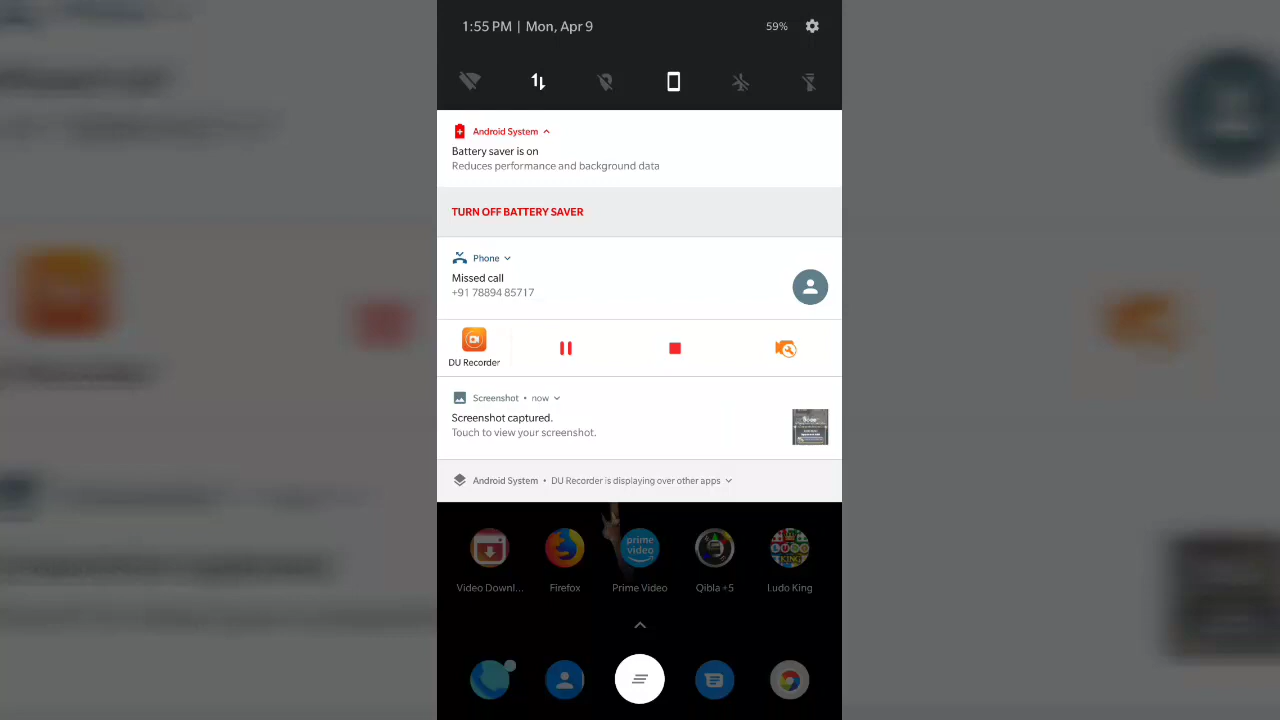 1:55 PM | Mon, Apr 9 59%
Android System
Battery saver is on
Reduces performance and background data
TURN OFF BATTERY SAVER
Phone
Missed call
+91 78894 85717
DU Recorder
Screenshot • now
Screenshot captured.
Touch to view your screenshot.
Android System • DU Recorder is displaying over other apps
prime video
LUDO
KING
Video Downl... Firefox Prime Video Qibla +5 Ludo King